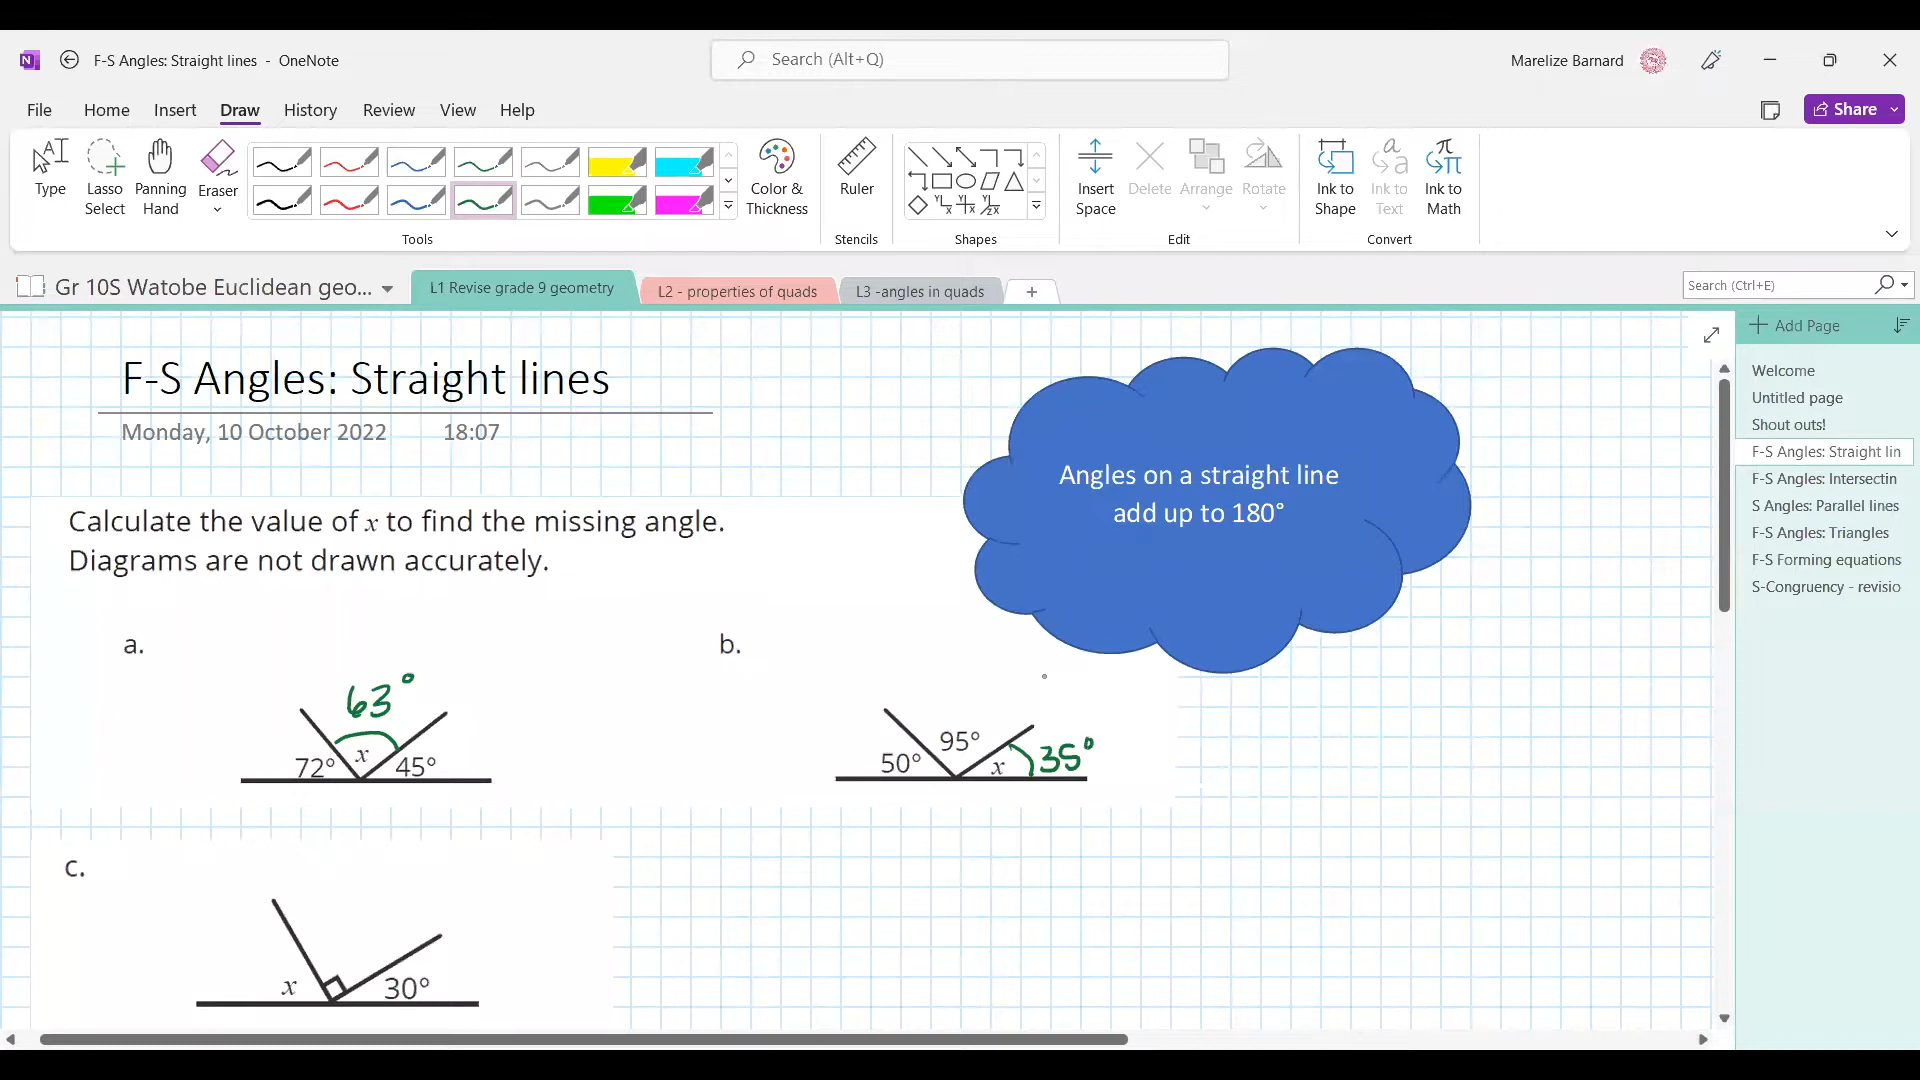 F-S Angles: Straight lines - OneNote
Search (Alt+Q)
Marelize Barnard
File Home Insert Draw History Review View Help
Share
Type
Lasso Select
Panning Hand
Eraser
Color & Thickness
Ruler
Insert Space
Delete
Arrange
Rotate
Ink to Shape
Ink to Text
Ink to Math
Tools
Stencils
Shapes
Edit
Convert
Gr 10S Watobe Euclidean geo...
L1 Revise grade 9 geometry
L2 - properties of quads
L3 -angles in quads
Search (Ctrl+E)
Add Page
Welcome
Untitled page
Shout outs!
F-S Angles: Straight lin
F-S Angles: Intersectin
S Angles: Parallel lines
F-S Angles: Triangles
F-S Forming equations
S-Congruency - revisio
F-S Angles: Straight lines
Monday, 10 October 2022 18:07
Angles on a straight line
add up to 180°
Calculate the value of x to find the missing angle.
Diagrams are not drawn accurately.
a.
63°
72° x 45°
b.
95°
50° x 35°
c.
x 30°